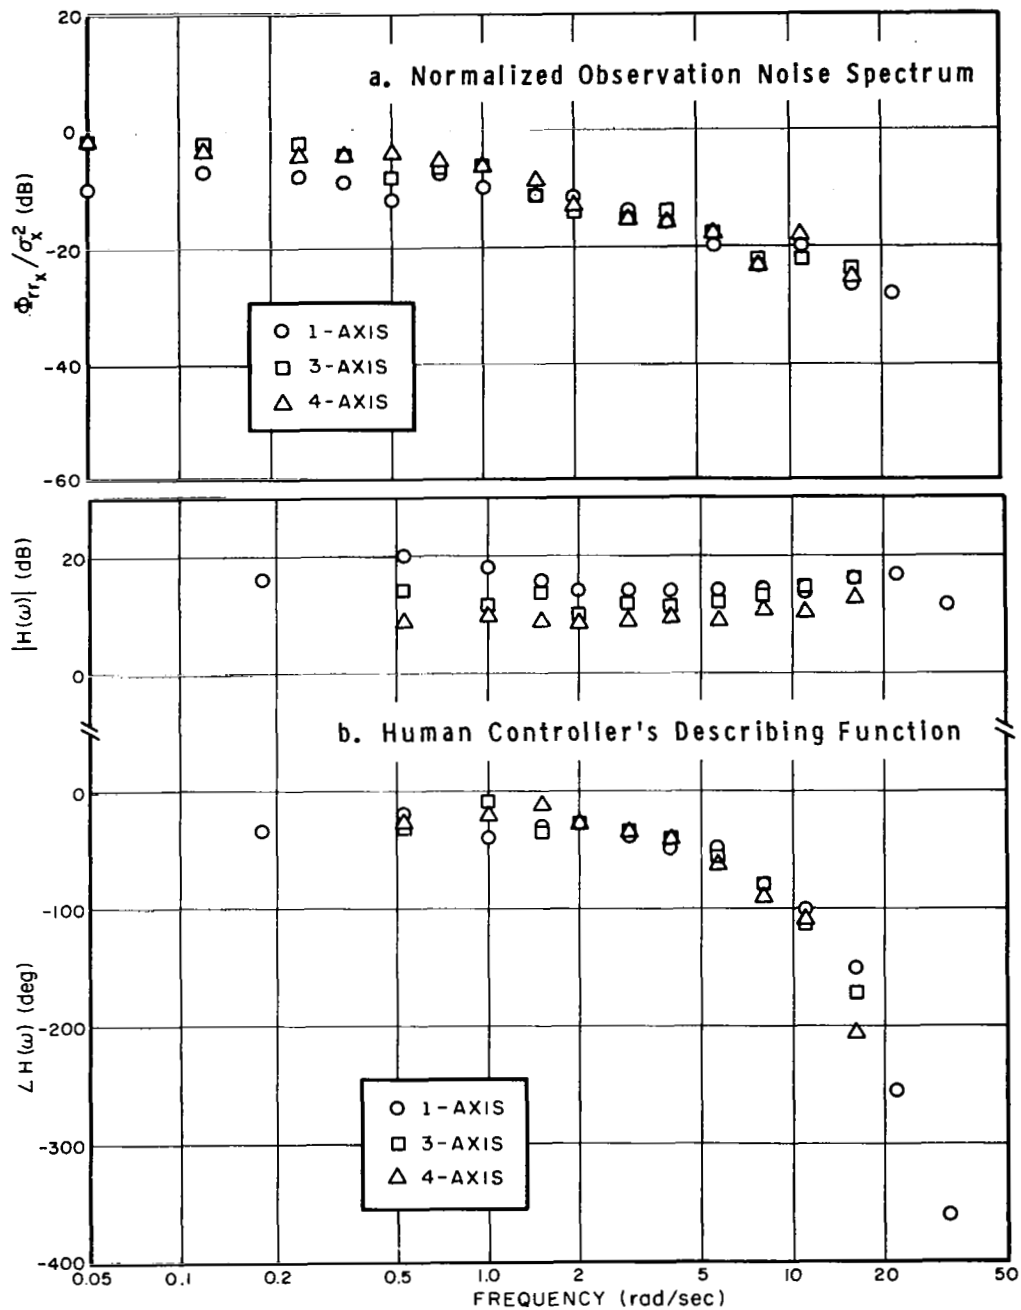 20
a. Normalized Observation Noise Spectrum
0
Φrrx/σx² (dB)
-20
○ 1-AXIS
□ 3-AXIS
△ 4-AXIS
-40
-60
20
|H(ω)| (dB)
0
b. Human Controller's Describing Function
0
-100
∠H(ω) (deg)
-200
○ 1-AXIS
□ 3-AXIS
△ 4-AXIS
-300
-400
0.05 0.1 0.2 0.5 1.0 2 5 10 20 50
FREQUENCY (rad/sec)